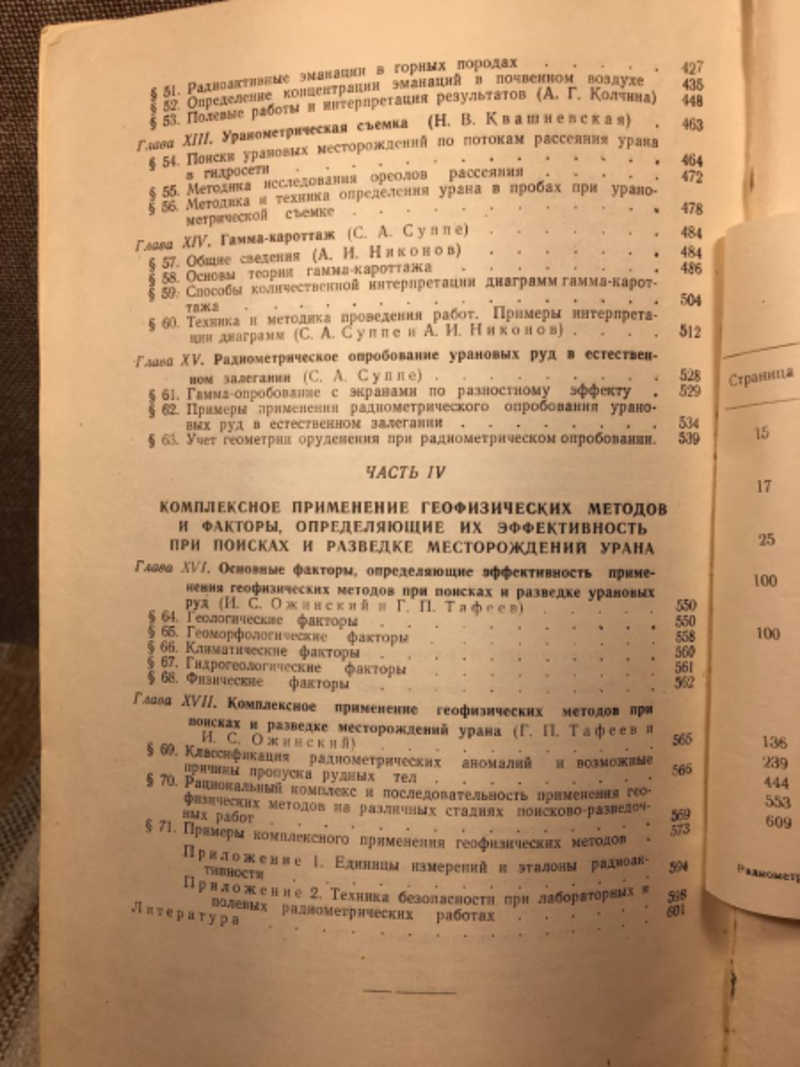 § 51. Радиоактивные эманации в горных породах . . . . . 427
§ 52. Определение концентрации эманаций в почвенном воздухе 435
§ 53. Полевые работы и интерпретация результатов (А. Г. Колчина) 448
Глава XIII. Уранометрическая съемка (Н. В. Квашневская) . 463
§ 54. Поиски урановых месторождений по потокам рассеяния урана
в гидросети . . . . . . . . . . 464
§ 55. Методика исследования ореолов рассеяния . . . . . 472
§ 56. Методика и техника определения урана в пробах при урано-
метрической съемке . . . . . . . . . 478
Глава XIV. Гамма-кароттаж (С. А. Суппе) . . . . . . 484
§ 57. Общие сведения (А. И. Никонов) . . . . . . 484
§ 58. Основы теории гамма-кароттажа . . . . . . 486
§ 59. Способы количественной интерпретации диаграмм гамма-карот-
тажа . . . . . . . . . . . . 504
§ 60. Техника и методика проведения работ. Примеры интерпрета-
ции диаграмм (С. А. Суппе и А. И. Никонов) . . . . 512
Глава XV. Радиометрическое опробование урановых руд в естествен-
ном залегании (С. А. Суппе) . . . . . . . . 528
§ 61. Гамма-опробование с экранами по разностному эффекту . 529
§ 62. Примеры применения радиометрического опробования урано-
вых руд в естественном залегании . . . . . . . 534
§ 63. Учет геометрии оруденения при радиометрическом опробовании. 539
ЧАСТЬ IV
КОМПЛЕКСНОЕ ПРИМЕНЕНИЕ ГЕОФИЗИЧЕСКИХ МЕТОДОВ
И ФАКТОРЫ, ОПРЕДЕЛЯЮЩИЕ ИХ ЭФФЕКТИВНОСТЬ
ПРИ ПОИСКАХ И РАЗВЕДКЕ МЕСТОРОЖДЕНИЙ УРАНА
Глава XVI. Основные факторы, определяющие эффективность приме-
нения геофизических методов при поисках и разведке урановых
руд (И. С. Ожинский и Г. П. Тафеев) . . . . . 550
§ 64. Геологические факторы . . . . . . . . 550
§ 65. Геоморфологические факторы . . . . . . . 558
§ 66. Климатические факторы . . . . . . . . 560
§ 67. Гидрогеологические факторы . . . . . . . 561
§ 68. Физические факторы . . . . . . . . 562
Глава XVII. Комплексное применение геофизических методов при
поисках и разведке месторождений урана (Г. П. Тафеев и
И. С. Ожинский) . . . . . . . . . 565
§ 69. Классификация радиометрических аномалий и возможные
причины пропуска рудных тел . . . . . . . 565
§ 70. Рациональный комплекс и последовательность применения гео-
физических методов на различных стадиях поисково-разведоч-
ных работ . . . . . . . . . . . 569
§ 71. Примеры комплексного применения геофизических методов . 573
Приложение 1. Единицы измерений и эталоны радиоак-
тивности . . . . . . . . . . . 594
Приложение 2. Техника безопасности при лабораторных и
полевых радиометрических работах . . . . . . 598
Литература . . . . . . . . . . . 601
Страница
15
17
25
100
100
136
239
444
553
609
Радиометр